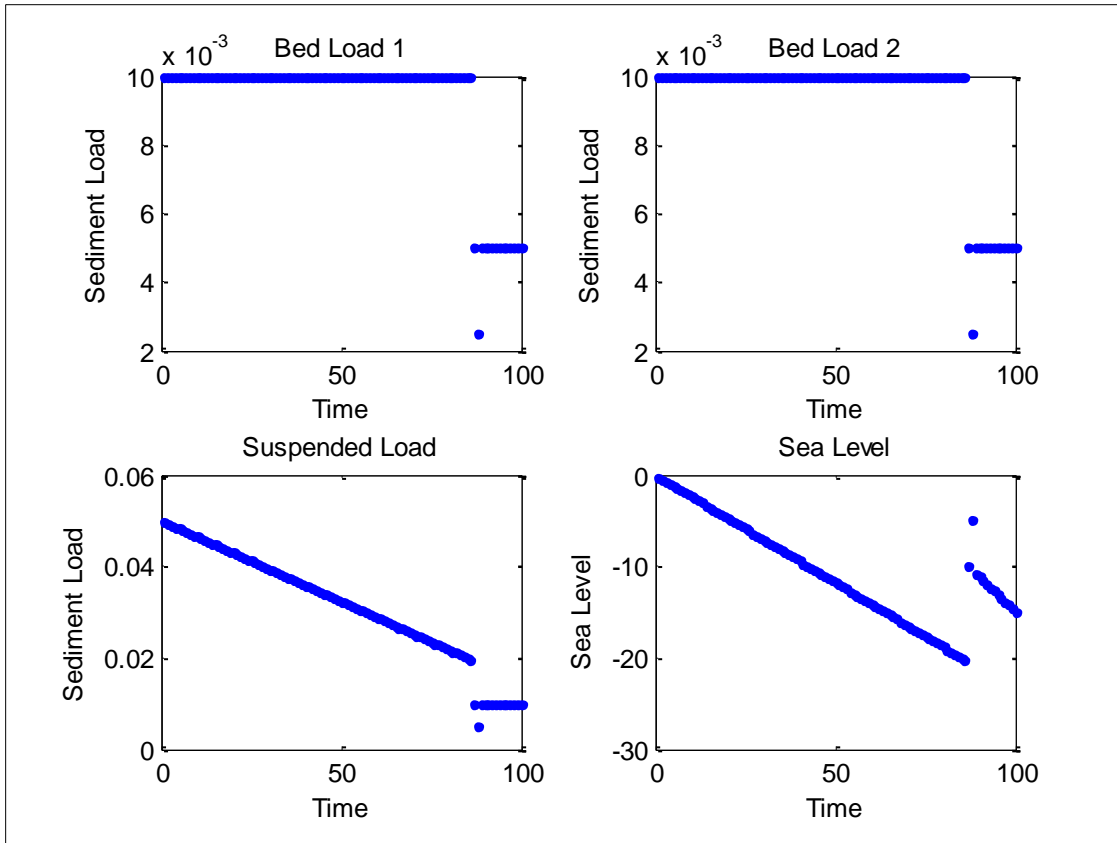 x 10-3
Bed Load 1
10
8
6
4
2
Sediment Load
0
50
100
Time
x 10-3
Bed Load 2
10
8
6
4
2
Sediment Load
0
50
100
Time
Suspended Load
0.06
0.04
0.02
0
Sediment Load
0
50
100
Time
Sea Level
0
-10
-20
-30
Sea Level
0
50
100
Time